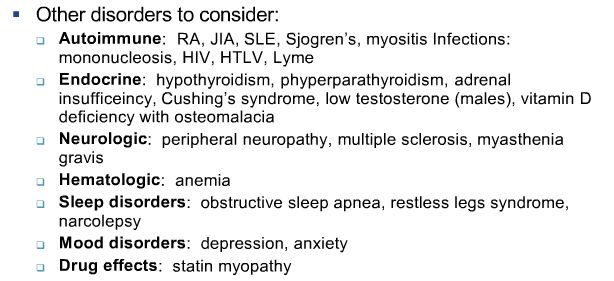 Other disorders to consider:
Autoimmune: RA, JIA, SLE, Sjogren's, myositis Infections:
mononucleosis, HIV, HTLV, Lyme
Endocrine: hypothyroidism, phyperparathyroidism, adrenal
insufficeincy, Cushing's syndrome, low testosterone (males), vitamin D
deficiency with osteomalacia
Neurologic: peripheral neuropathy, multiple sclerosis, myasthenia
gravis
Hematologic: anemia
Sleep disorders: obstructive sleep apnea, restless legs syndrome,
narcolepsy
Mood disorders: depression, anxiety
Drug effects: statin myopathy